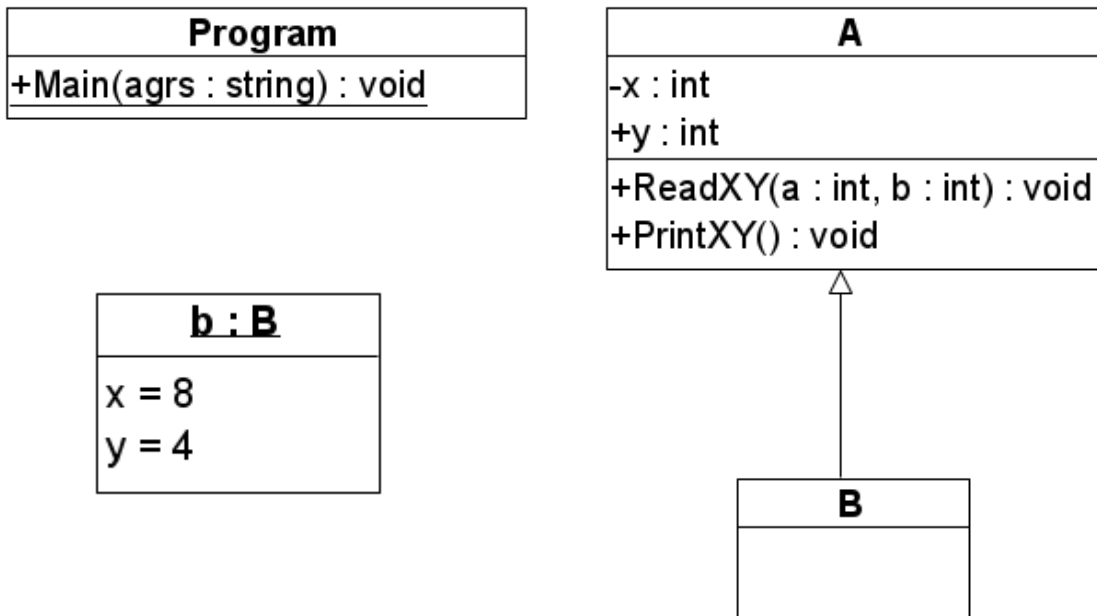 Program
+Main(agrs : string) : void
A
-x : int
+y : int
+ReadXY(a : int, b : int) : void
+PrintXY() : void
b : B
x = 8
y = 4
B